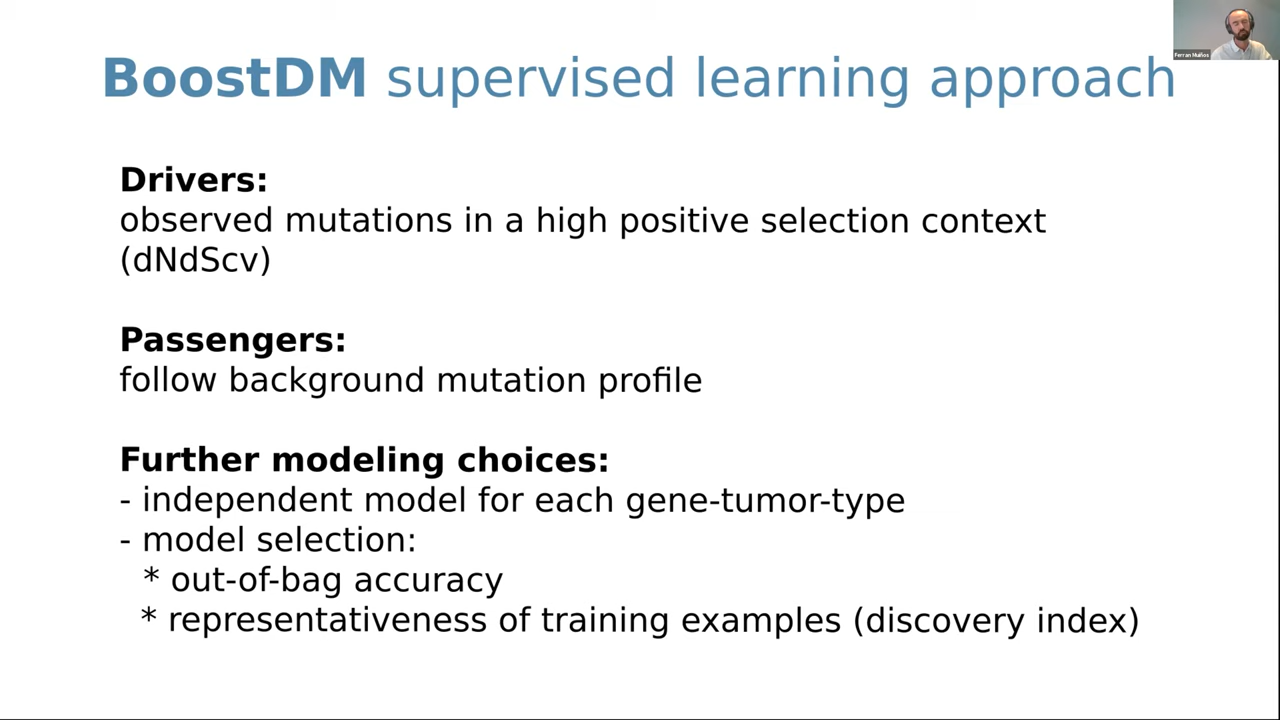 BoostDM supervised learning approach
Ferran Muiños
Drivers:
observed mutations in a high positive selection context
(dNdScv)
Passengers:
follow background mutation profile
Further modeling choices:
- independent model for each gene-tumor-type
- model selection:
* out-of-bag accuracy
* representativeness of training examples (discovery index)